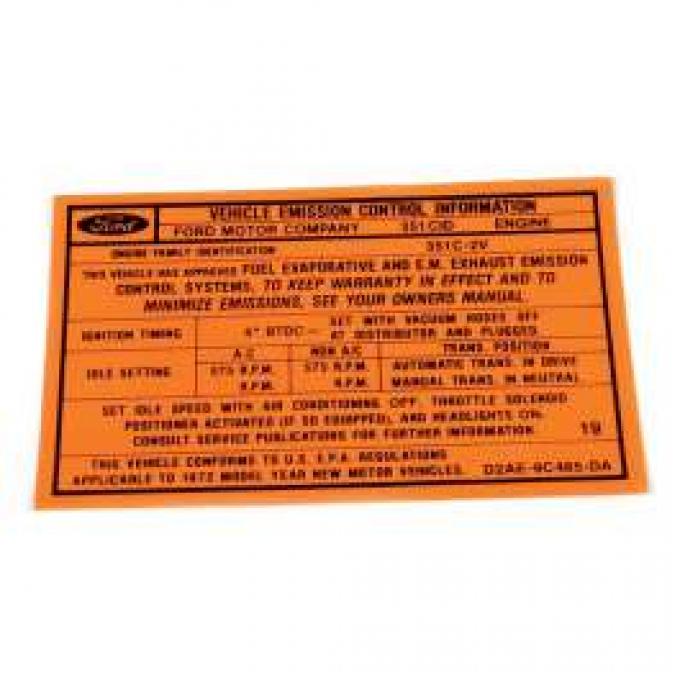 Ford
VEHICLE EMISSION CONTROL INFORMATION
FORD MOTOR COMPANY 351CID ENGINE
ENGINE FAMILY IDENTIFICATION 351C-2V
THIS VEHICLE HAS APPROVED FUEL EVAPORATIVE AND E.M. EXHAUST EMISSION
CONTROL SYSTEMS, TO KEEP WARRANTY IN EFFECT AND TO
MINIMIZE EMISSIONS, SEE YOUR OWNERS MANUAL.
IGNITION TIMING 6° BTDC – SET WITH VACUUM HOSES OFF
AT DISTRIBUTOR AND PLUGGED
A/C NON A/C TRANS. POSITION
IDLE SETTING 575 R.P.M. 575 R.P.M. AUTOMATIC TRANS. IN DRIVE
R.P.M. R.P.M. MANUAL TRANS. IN NEUTRAL
SET IDLE SPEED WITH AIR CONDITIONING OFF, THROTTLE SOLENOID
POSITIONER ACTIVATED (IF SO EQUIPPED), AND HEADLIGHTS ON.
CONSULT SERVICE PUBLICATIONS FOR FURTHER INFORMATION 19
THIS VEHICLE CONFORMS TO U.S. E.P.A. REGULATIONS
APPLICABLE TO 1972 MODEL YEAR NEW MOTOR VEHICLES. D2AE-9C485-DA